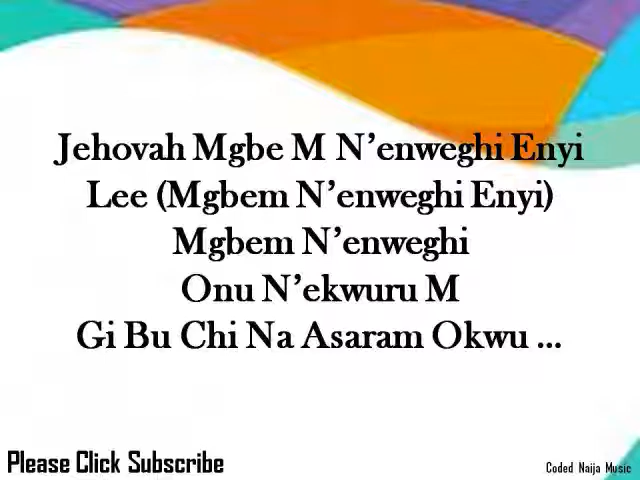 Jehovah Mgbe M N’enweghi Enyi
Lee (Mgbem N’enweghi Enyi)
Mgbem N’enweghi
Onu N’ekwuru M
Gi Bu Chi Na Asaram Okwu ...
Please Click Subscribe
Coded Naija Music